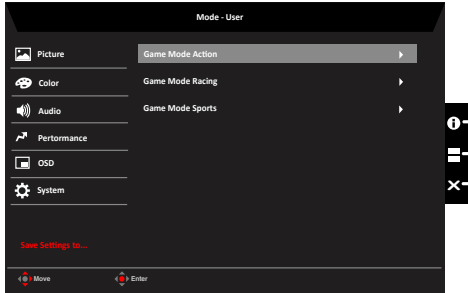 Mode - User
Picture
Game Mode Action
Color
Game Mode Racing
Audio
Game Mode Sports
Pertormance
OSD
System
Save Settings to...
Move
Enter